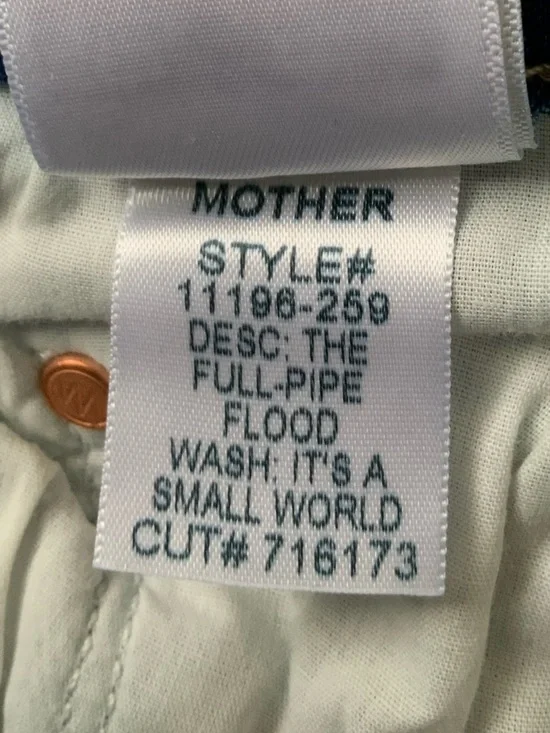 MOTHER
STYLE#
11196-259
DESC: THE
FULL-PIPE
FLOOD
WASH: IT'S A
SMALL WORLD
CUT# 716173